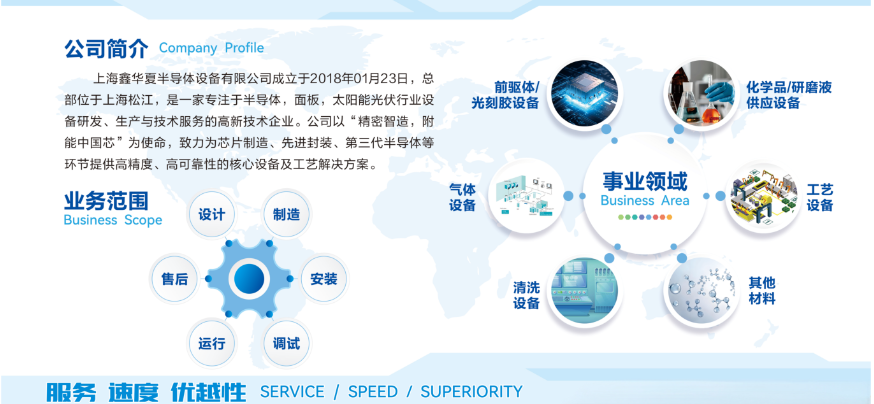 公司简介 Company Profile
上海鑫华夏半导体设备有限公司成立于2018年01月23日，总
部位于上海松江，是一家专注于半导体，面板，太阳能光伏行业设
备研发、生产与技术服务的高新技术企业。公司以“精密智造，附
能中国芯”为使命，致力为芯片制造、先进封装、第三代半导体等
环节提供高精度、高可靠性的核心设备及工艺解决方案。
业务范围
Business Scope
设计
制造
售后
安装
运行
调试
前驱体/
光刻胶设备
化学品/研磨液
供应设备
气体
设备
事业领域
Business Area
工艺
设备
清洗
设备
其他
材料
服务 速度 优越性 SERVICE / SPEED / SUPERIORITY